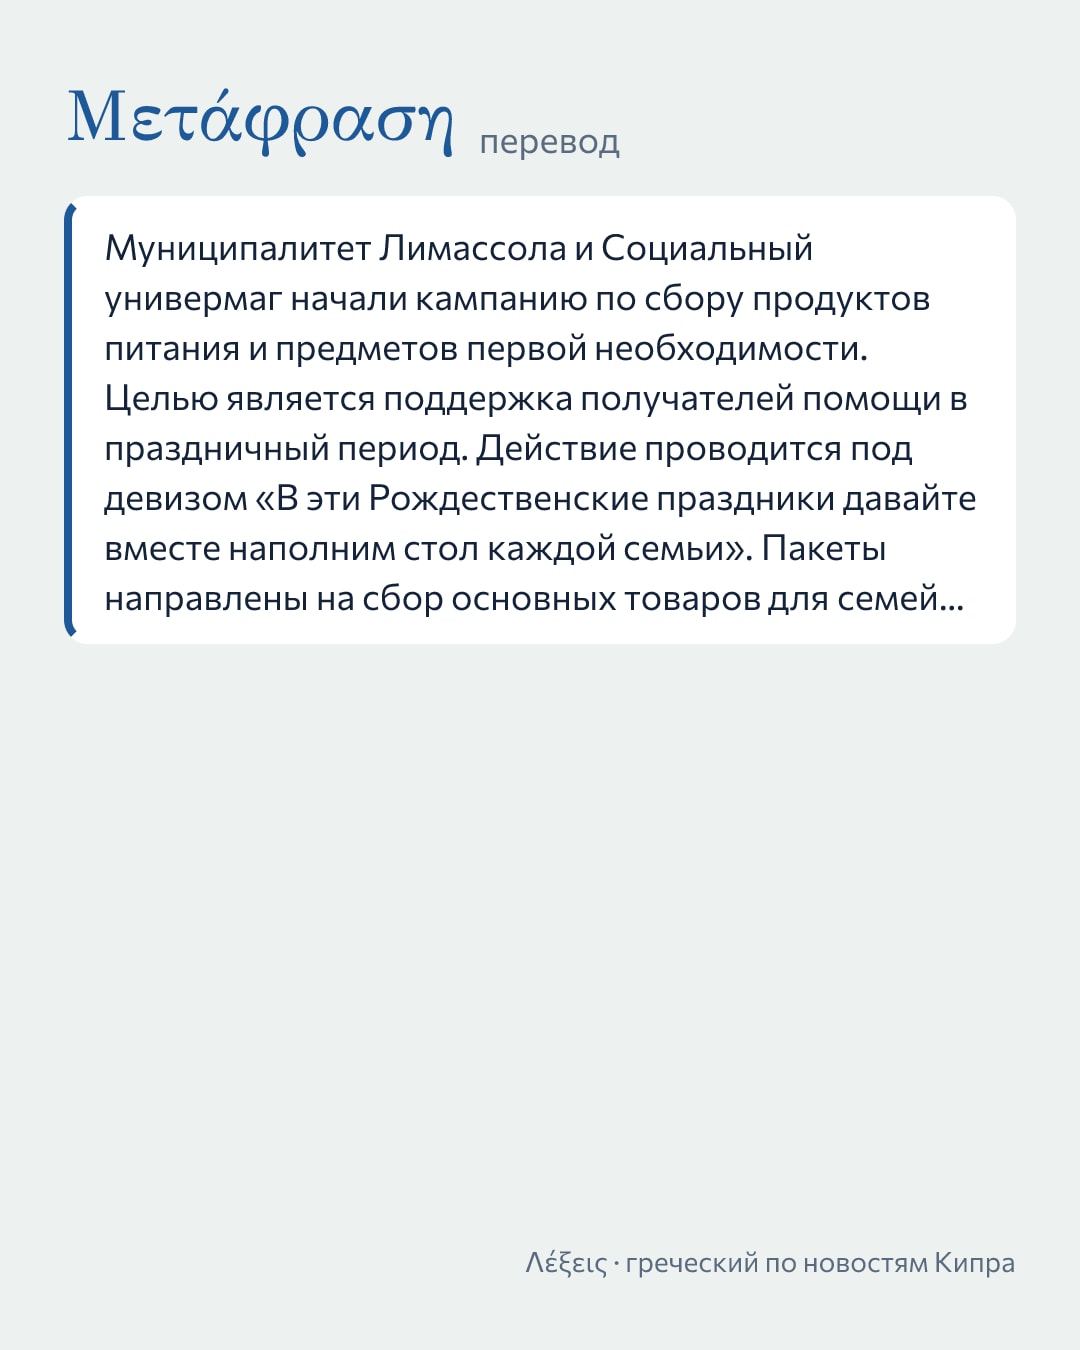 Μετάφραση перевод
Муниципалитет Лимассола и Социальный
универмаг начали кампанию по сбору продуктов
питания и предметов первой необходимости.
Целью является поддержка получателей помощи в
праздничный период. Действие проводится под
девизом «В эти Рождественские праздники давайте
вместе наполним стол каждой семьи». Пакеты
направлены на сбор основных товаров для семей...
Λέξεις · греческий по новостям Кипра